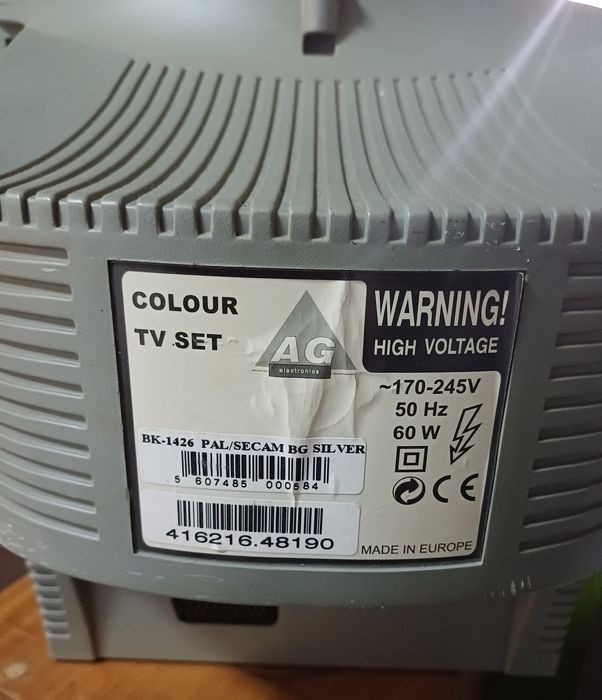 COLOUR
TV SET
AG
electronics
WARNING!
HIGH VOLTAGE
~170-245V
50 Hz
60 W
BK-1426 PAL/SECAM BG SILVER
5 607485 000584
416216.48190
CE
MADE IN EUROPE